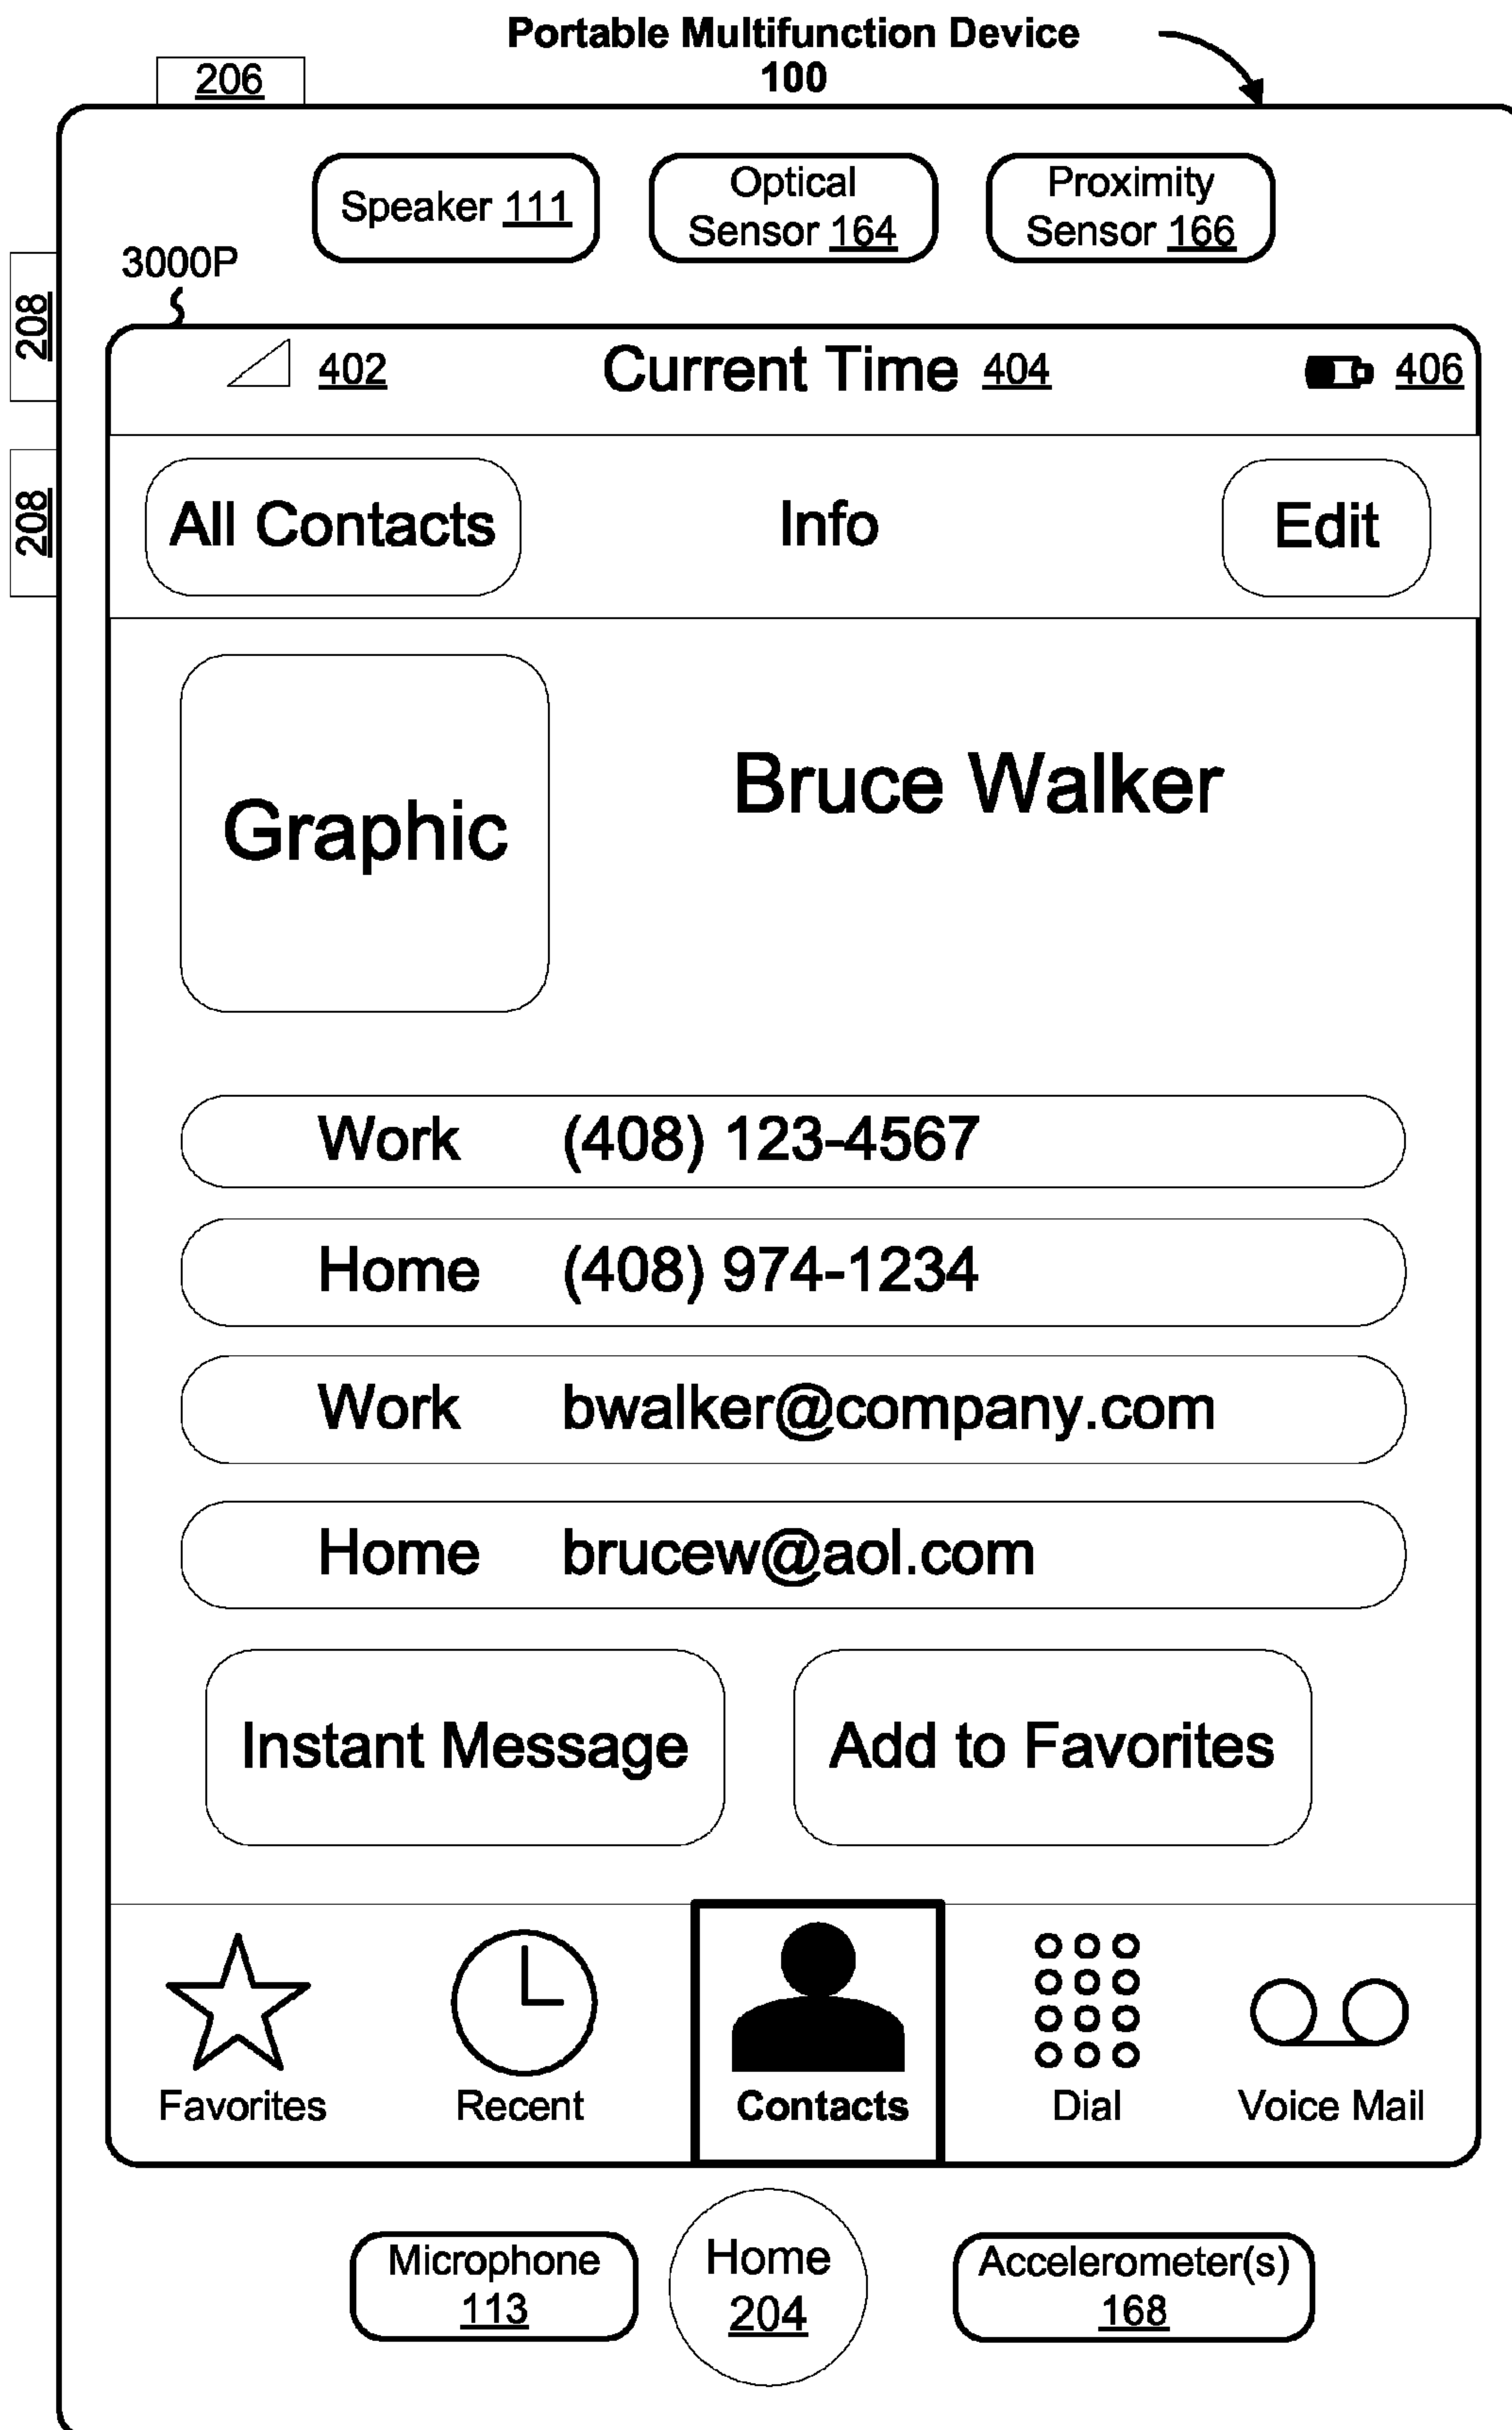 Portable Multifunction Device
100
206
Speaker 111
Optical
Sensor 164
Proximity
Sensor 166
3000P
208
402
Current Time 404
406
208
All Contacts
Info
Edit
Graphic
Bruce Walker
Work (408) 123-4567
Home (408) 974-1234
Work bwalker@company.com
Home brucew@aol.com
Instant Message
Add to Favorites
Favorites
Recent
Contacts
Dial
Voice Mail
Microphone
113
Home
204
Accelerometer(s)
168